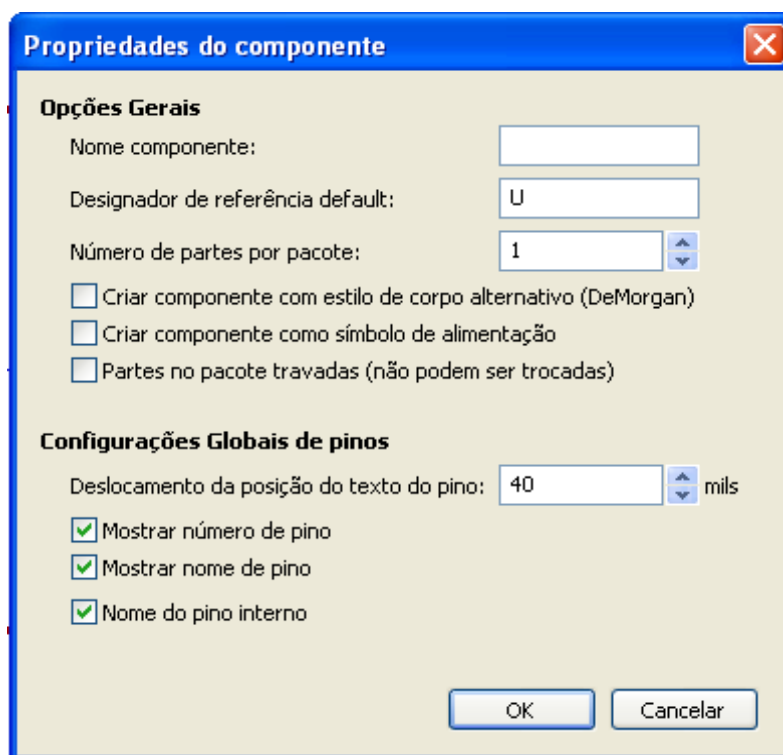 Propriedades do componente
Opções Gerais
Nome componente:
Designador de referência default: U
Número de partes por pacote: 1
Criar componente com estilo de corpo alternativo (DeMorgan)
Criar componente como símbolo de alimentação
Partes no pacote travadas (não podem ser trocadas)
Configurações Globais de pinos
Deslocamento da posição do texto do pino: 40 mils
Mostrar número de pino
Mostrar nome de pino
Nome do pino interno
OK Cancelar